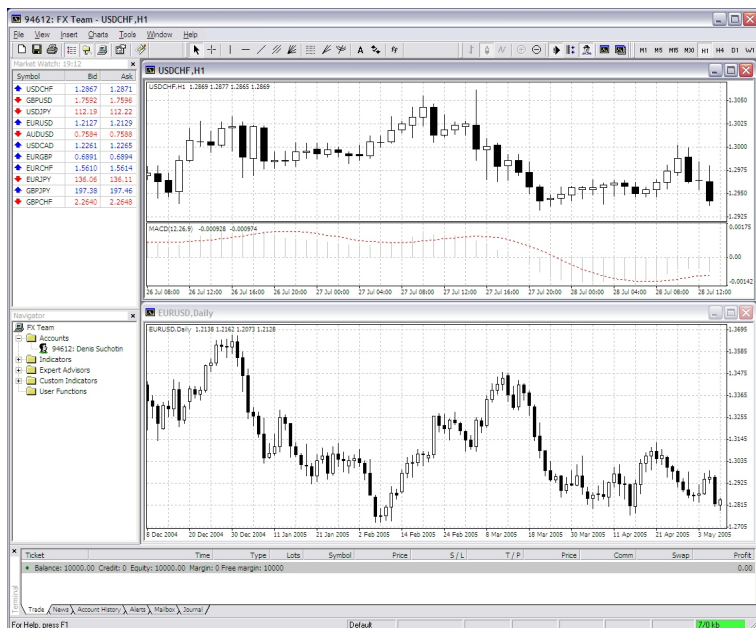 94612: FX Team - USDCHF,H1
File View Insert Charts Tools Window Help
A
M1 M5 M15 M30 H1 H4 D1 W1
Market Watch: 19:12
Symbol Bid Ask
USDCHF 1.2867 1.2871
GBPUSD 1.7592 1.7596
USDJPY 112.19 112.22
EURUSD 1.2127 1.2129
AUDUSD 0.7584 0.7588
USDCAD 1.2261 1.2265
EURGBP 0.6891 0.6894
EURCHF 1.5610 1.5614
EURJPY 136.06 136.11
GBPJPY 197.38 197.46
GBPCHF 2.2640 2.2648
USDCHF,H1
USDCHF,H1 1.2869 1.2877 1.2865 1.2869
1.3050
1.3025
1.3000
1.2975
1.2950
1.2925
MACD(12,26,9) -0.000928 -0.000974
0.00175
0.00
-0.00142
26 Jul 08:00 26 Jul 12:00 26 Jul 16:00 26 Jul 20:00 27 Jul 00:00 27 Jul 04:00 27 Jul 08:00 27 Jul 12:00 27 Jul 16:00 27 Jul 20:00 28 Jul 00:00 28 Jul 04:00 28 Jul 08:00 28 Jul 12:00
Navigator
FX Team
Accounts
94612: Denis Suchotin
Indicators
Expert Advisors
Custom Indicators
User Functions
EURUSD,Daily
EURUSD,Daily 1.2138 1.2162 1.2073 1.2128
1.3695
1.3585
1.3475
1.3365
1.3255
1.3145
1.3035
1.2925
1.2815
1.2705
8 Dec 2004 20 Dec 2004 30 Dec 2004 11 Jan 2005 21 Jan 2005 2 Feb 2005 14 Feb 2005 24 Feb 2005 8 Mar 2005 18 Mar 2005 30 Mar 2005 11 Apr 2005 21 Apr 2005 3 May 2005
Ticket Time Type Lots Symbol Price S / L T / P Price Comm Swap Profit
Balance: 10000.00 Credit: 0 Equity: 10000.00 Margin: 0 Free margin: 10000 0.00
Terminal
Trade News Account History Alerts Mailbox Journal
For Help, press F1 Default 7/0 kb